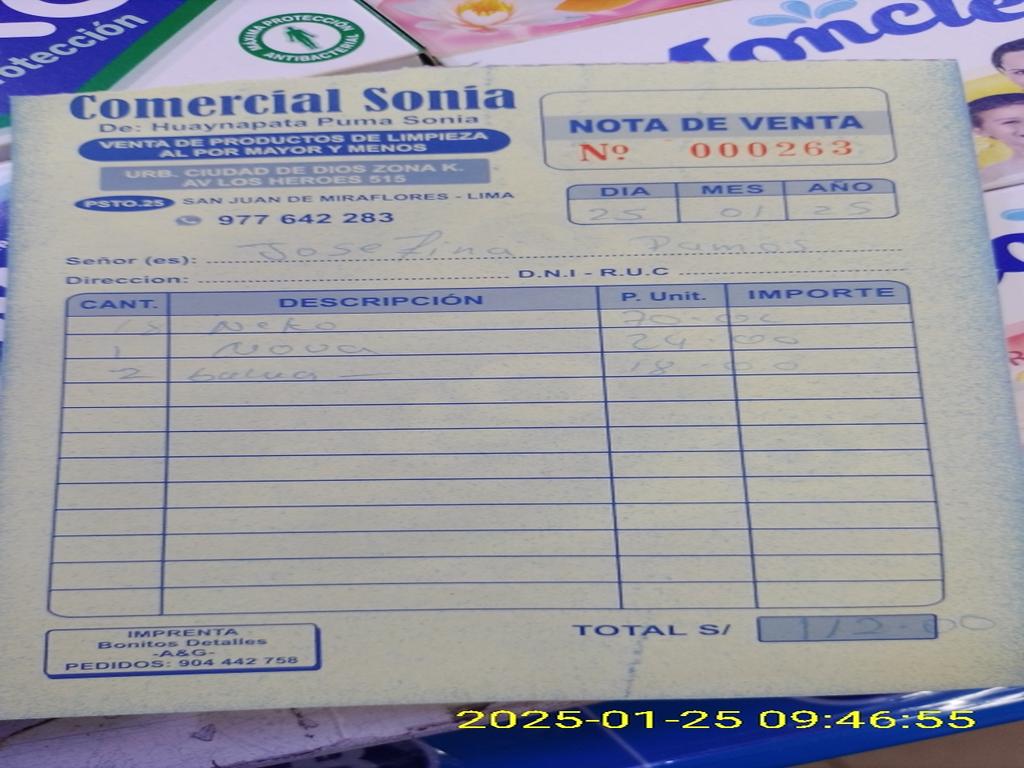 rotección
MÁXIMA PROTECCIÓN
ANTIBACTERIAL
Comercial Sonia
De: Huaynapata Puma Sonia
VENTA DE PRODUCTOS DE LIMPIEZA
AL POR MAYOR Y MENOS
URB. CIUDAD DE DIOS ZONA K.
AV LOS HEROES 515
PSTO.25 SAN JUAN DE MIRAFLORES - LIMA
977 642 283
NOTA DE VENTA
Nº 000263
DIA MES AÑO
25 01 25
Señor (es): Josefina Ramos
Direccion: D.N.I - R.U.C
CANT. DESCRIPCIÓN P. Unit. IMPORTE
Neko 70.00
1 Nova 24.00
2 18.00
TOTAL S/ 112.00
IMPRENTA
Bonitos Detalles
-A&G-
PEDIDOS: 904 442 758
2025-01-25 09:46:55